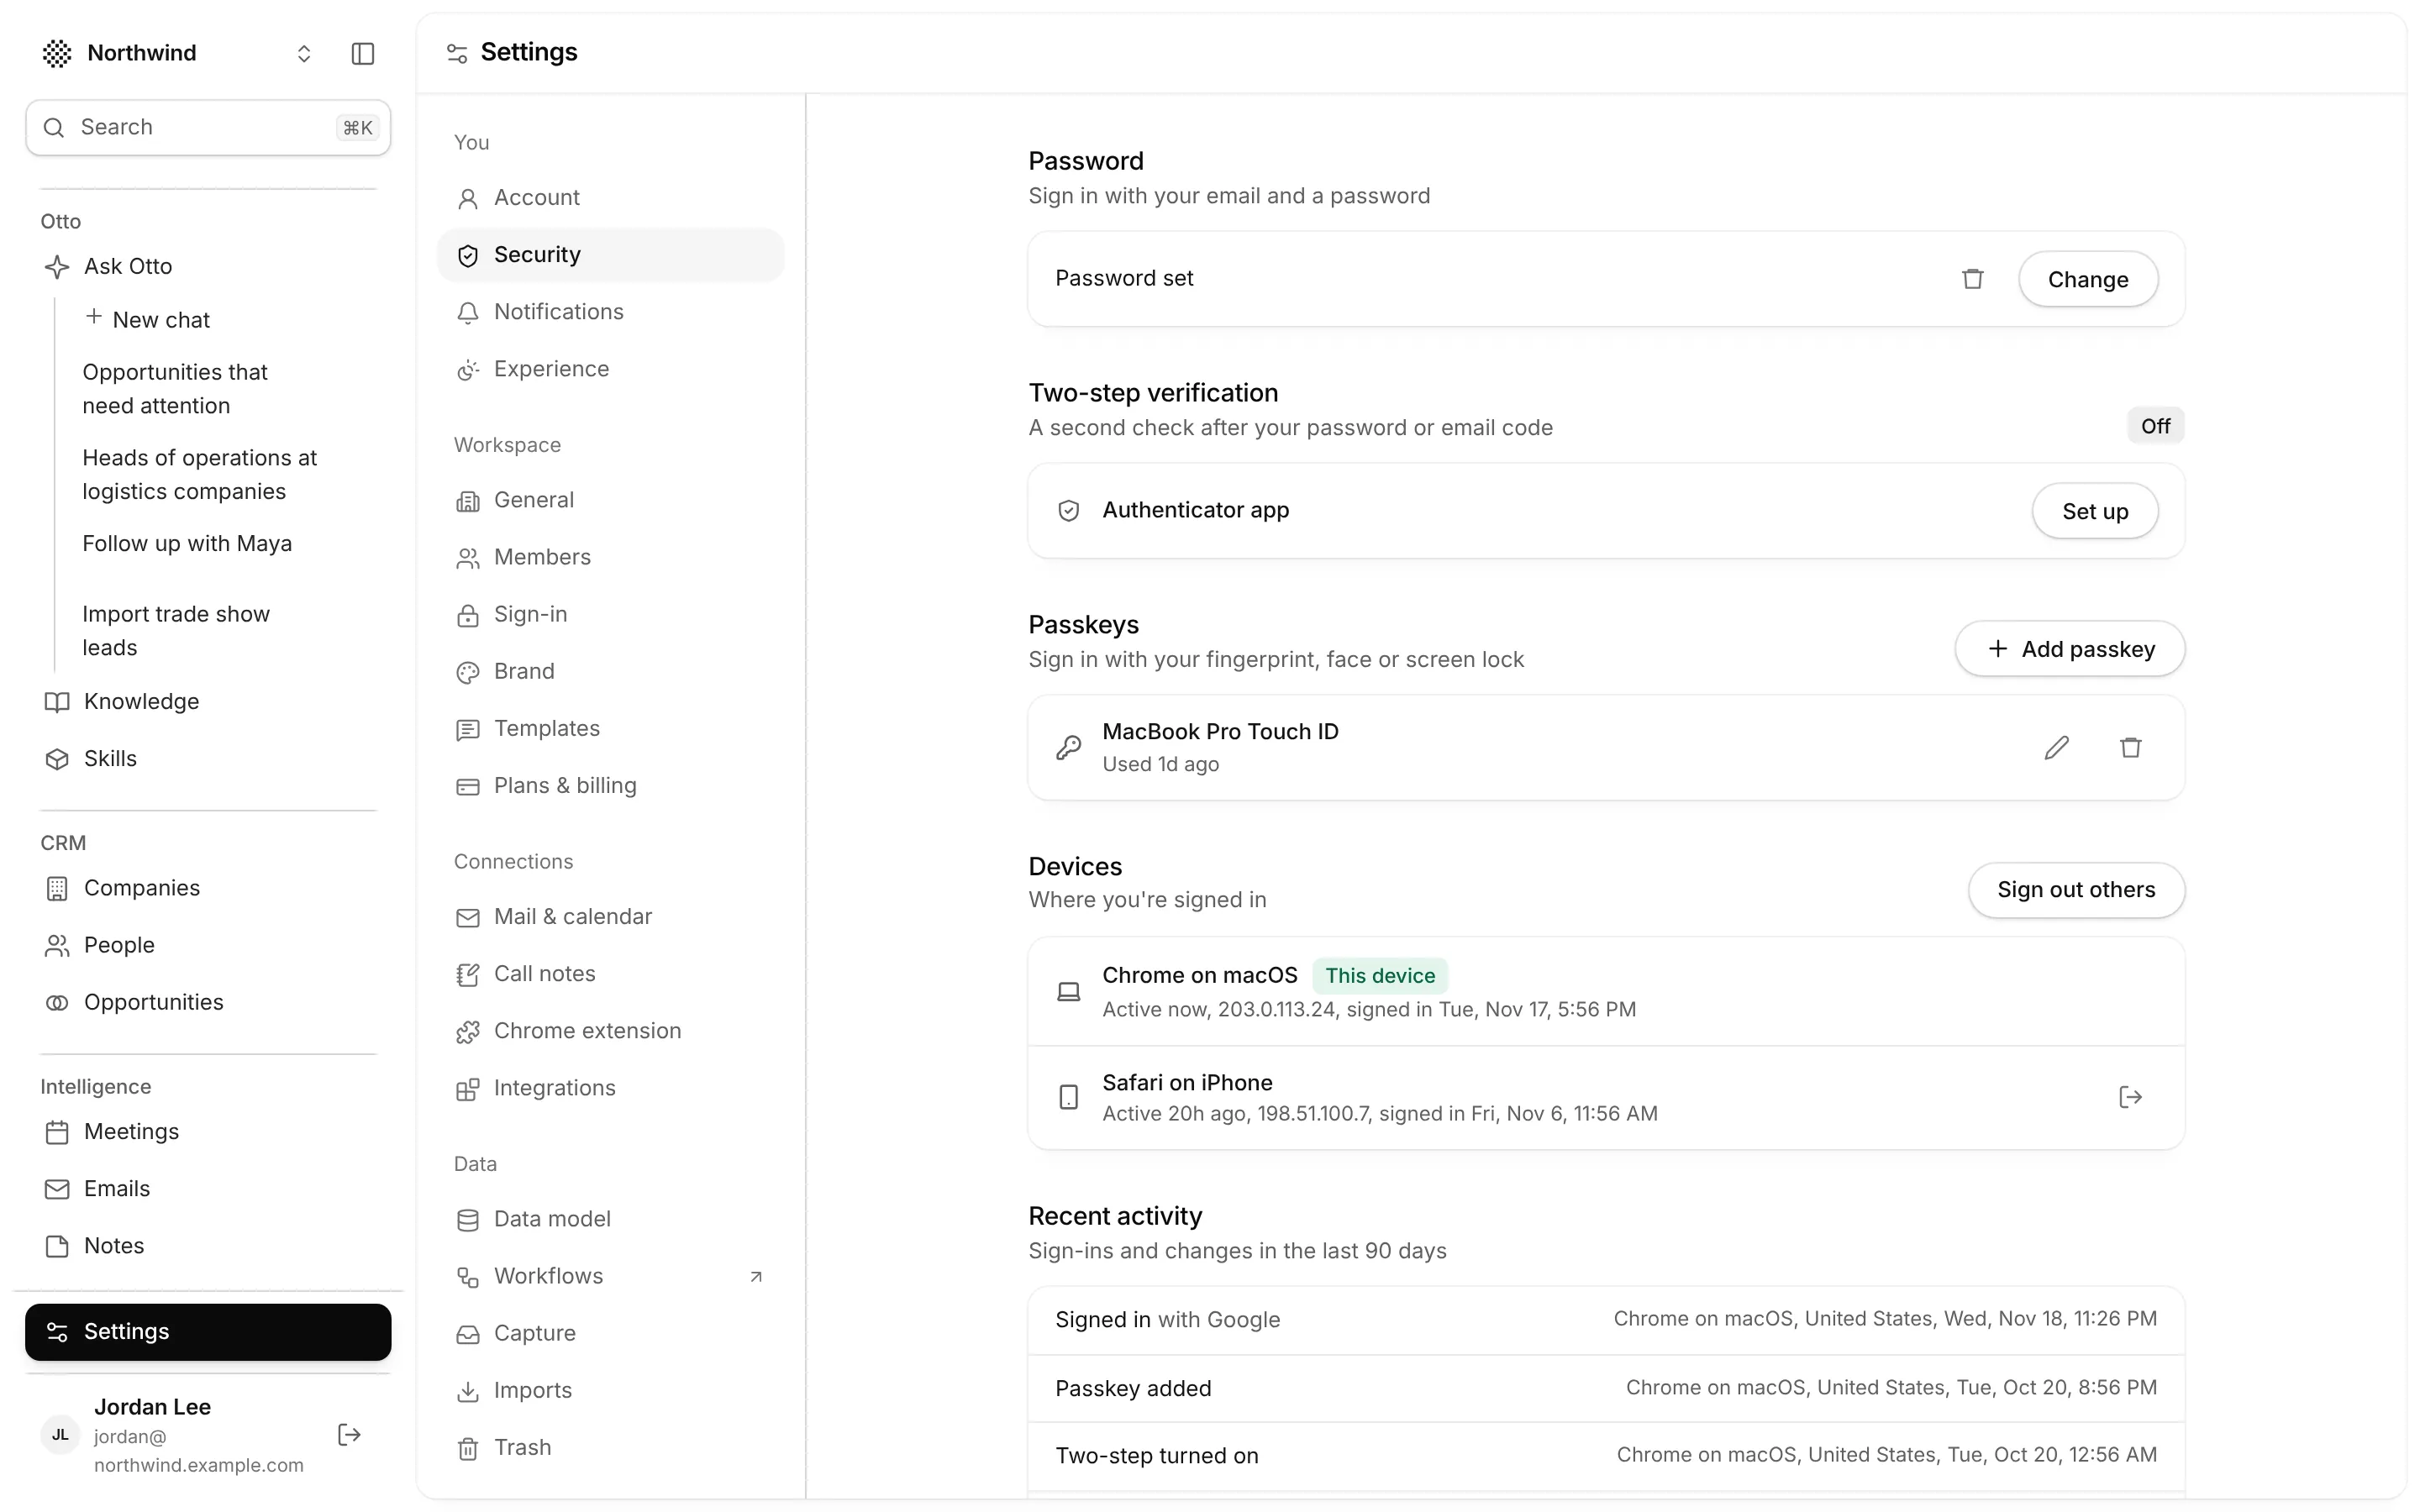 Northwind
Search
⌘K
Otto
Ask Otto
New chat
Opportunities that
need attention
Heads of operations at
logistics companies
Follow up with Maya
Import trade show
leads
Knowledge
Skills
CRM
Companies
People
Opportunities
Intelligence
Meetings
Emails
Notes
Settings
JL
Jordan Lee
jordan@
northwind.example.com
Settings
You
Account
Security
Notifications
Experience
Workspace
General
Members
Sign-in
Brand
Templates
Plans & billing
Connections
Mail & calendar
Call notes
Chrome extension
Integrations
Data
Data model
Workflows
Capture
Imports
Trash
Password
Sign in with your email and a password
Password set
Change
Two-step verification
A second check after your password or email code
Off
Authenticator app
Set up
Passkeys
Sign in with your fingerprint, face or screen lock
Add passkey
MacBook Pro Touch ID
Used 1d ago
Devices
Where you're signed in
Sign out others
Chrome on macOS
This device
Active now, 203.0.113.24, signed in Tue, Nov 17, 5:56 PM
Safari on iPhone
Active 20h ago, 198.51.100.7, signed in Fri, Nov 6, 11:56 AM
Recent activity
Sign-ins and changes in the last 90 days
Signed in with Google
Chrome on macOS, United States, Wed, Nov 18, 11:26 PM
Passkey added
Chrome on macOS, United States, Tue, Oct 20, 8:56 PM
Two-step turned on
Chrome on macOS, United States, Tue, Oct 20, 12:56 AM